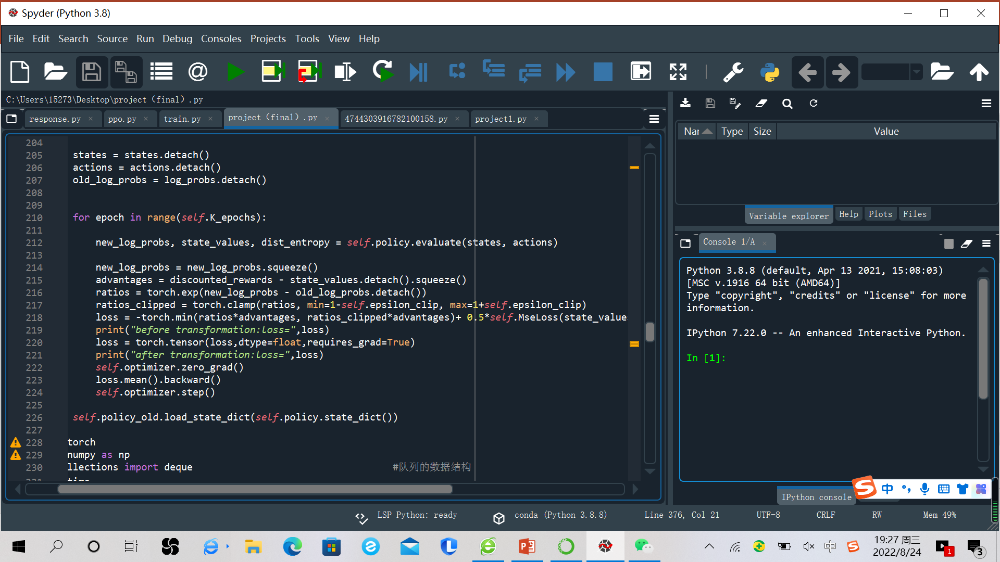 Spyder (Python 3.8)
File Edit Search Source Run Debug Consoles Projects Tools View Help
C:\Users\15273\Desktop\project (final) .py
response.py ppo.py train.py project (final) .py 4744303916782100158.py project1.py
204
205 states = states.detach()
206 actions = actions.detach()
207 old_log_probs = log_probs.detach()
208
209
210 for epoch in range(self.K_epochs):
211
212 new_log_probs, state_values, dist_entropy = self.policy.evaluate(states, actions)
213
214 new_log_probs = new_log_probs.squeeze()
215 advantages = discounted_rewards - state_values.detach().squeeze()
216 ratios = torch.exp(new_log_probs - old_log_probs.detach())
217 ratios_clipped = torch.clamp(ratios, min=1-self.epsilon_clip, max=1+self.epsilon_clip)
218 loss = -torch.min(ratios*advantages, ratios_clipped*advantages)+ 0.5*self.MseLoss(state_value
219 print("before transformation:loss=",loss)
220 loss = torch.tensor(loss,dtype=float,requires_grad=True)
221 print("after transformation:loss=",loss)
222 self.optimizer.zero_grad()
223 loss.mean().backward()
224 self.optimizer.step()
225
226 self.policy_old.load_state_dict(self.policy.state_dict())
227
228 torch
229 numpy as np
230 llections import deque #队列的数据结构
Nar Type Size Value
Variable explorer Help Plots Files
Console 1/A
Python 3.8.8 (default, Apr 13 2021, 15:08:03)
[MSC v.1916 64 bit (AMD64)]
Type "copyright", "credits" or "license" for more
information.
IPython 7.22.0 -- An enhanced Interactive Python.
In [1]:
中
IPython console
LSP Python: ready conda (Python 3.8.8) Line 376, Col 21 UTF-8 CRLF RW Mem 49%
中 19:27 周三
2022/8/24
1
3